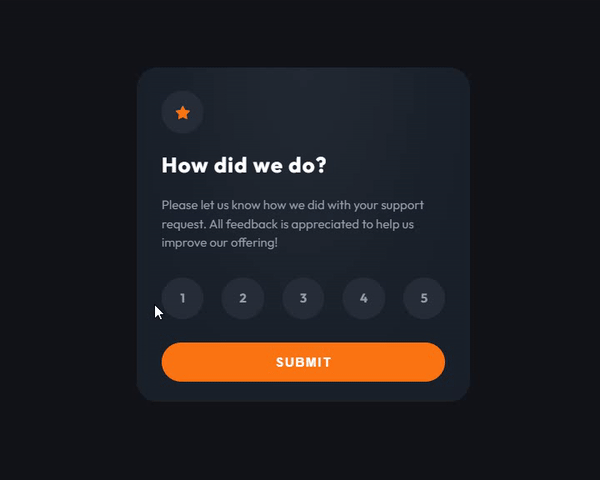 How did we do?
Please let us know how we did with your support
request. All feedback is appreciated to help us
improve our offering!
1 2 3 4 5
SUBMIT